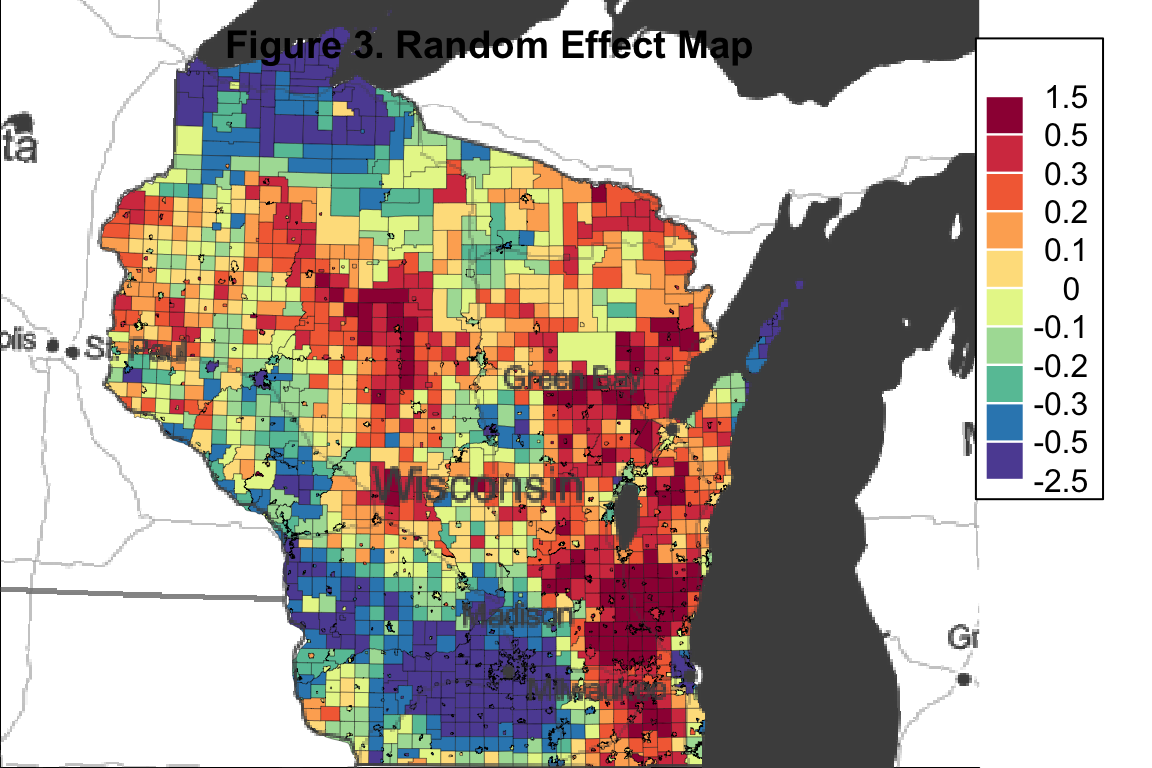 Figure 3. Random Effect Map
1.5
0.5
0.3
0.2
0.1
0
-0.1
-0.2
-0.3
-0.5
-2.5
ta
olis
St. Paul
Green Bay
Wisconsin
Madison
Milwaukee
Gr